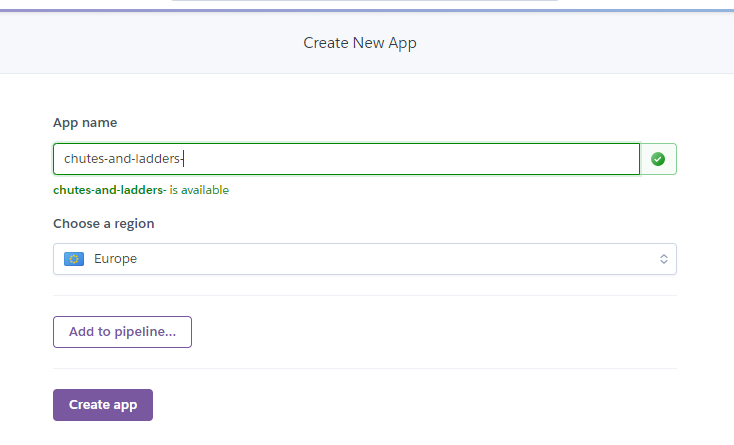 Create New App
App name
chutes-and-ladders-
chutes-and-ladders- is available
Choose a region
Europe
Add to pipeline...
Create app